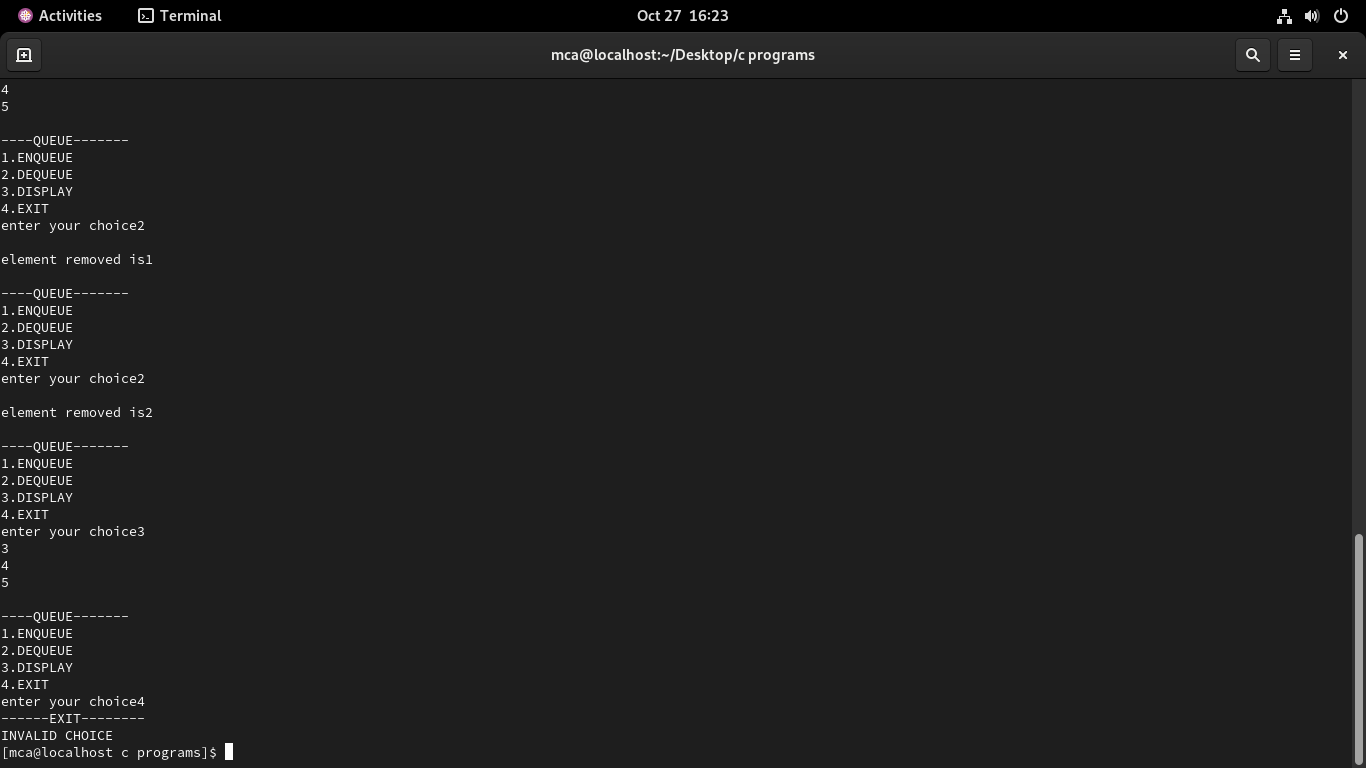 Activities Terminal Oct 27 16:23
mca@localhost:~/Desktop/c programs
4
5
----QUEUE-------
1.ENQUEUE
2.DEQUEUE
3.DISPLAY
4.EXIT
enter your choice2
element removed is1
----QUEUE-------
1.ENQUEUE
2.DEQUEUE
3.DISPLAY
4.EXIT
enter your choice2
element removed is2
----QUEUE-------
1.ENQUEUE
2.DEQUEUE
3.DISPLAY
4.EXIT
enter your choice3
3
4
5
----QUEUE-------
1.ENQUEUE
2.DEQUEUE
3.DISPLAY
4.EXIT
enter your choice4
------EXIT--------
INVALID CHOICE
[mca@localhost c programs]$